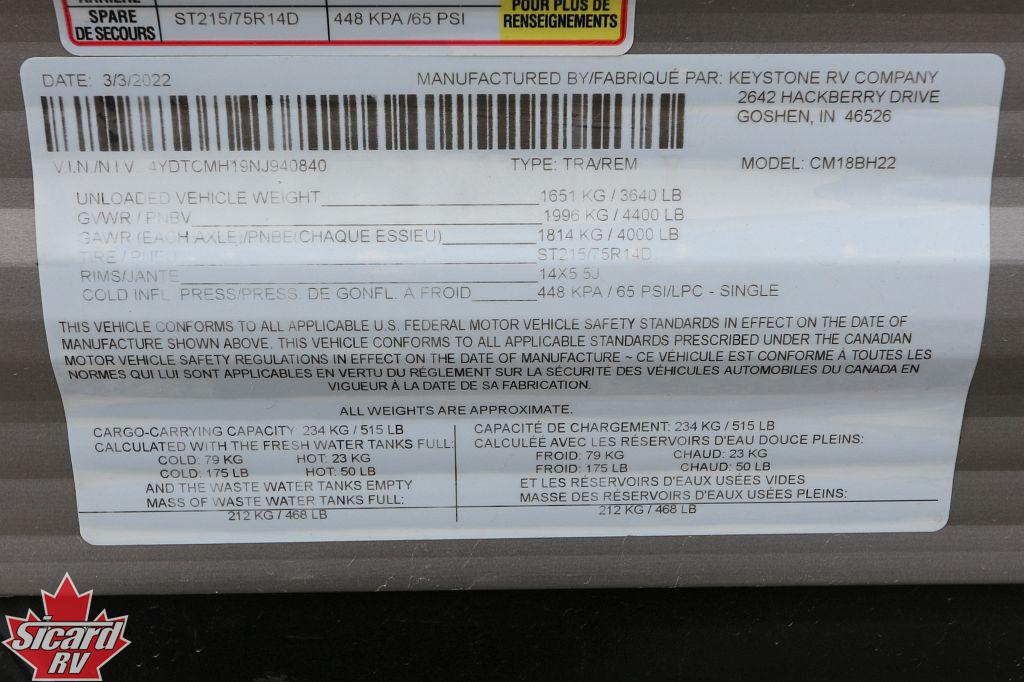 SPARE
DE SECOURS
ST215/75R14D
448 KPA /65 PSI
POUR PLUS DE
RENSEIGNEMENTS
DATE: 3/3/2022
MANUFACTURED BY/FABRIQUÉ PAR: KEYSTONE RV COMPANY
2642 HACKBERRY DRIVE
GOSHEN, IN 46526
V.I.N./N.I.V. 4YDTCMH19NJ940840 TYPE: TRA/REM MODEL: CM18BH22
UNLOADED VEHICLE WEIGHT 1651 KG / 3640 LB
GVWR / PNBV 1996 KG / 4400 LB
GAWR (EACH AXLE)/PNBE(CHAQUE ESSIEU) 1814 KG / 4000 LB
TIRE / PNEU ST215/75R14D
RIMS/JANTE 14X5.5J
COLD INFL. PRESS/PRESS. DE GONFL. A FROID 448 KPA / 65 PSI/LPC - SINGLE
THIS VEHICLE CONFORMS TO ALL APPLICABLE U.S. FEDERAL MOTOR VEHICLE SAFETY STANDARDS IN EFFECT ON THE DATE OF
MANUFACTURE SHOWN ABOVE. THIS VEHICLE CONFORMS TO ALL APPLICABLE STANDARDS PRESCRIBED UNDER THE CANADIAN
MOTOR VEHICLE SAFETY REGULATIONS IN EFFECT ON THE DATE OF MANUFACTURE ~ CE VÉHICULE EST CONFORME À TOUTES LES
NORMES QUI LUI SONT APPLICABLES EN VERTU DU RÉGLEMENT SUR LA SÉCURITÉ DES VÉHICULES AUTOMOBILES DU CANADA EN
VIGUEUR À LA DATE DE SA FABRICATION.
ALL WEIGHTS ARE APPROXIMATE.
CARGO-CARRYING CAPACITY: 234 KG / 515 LB
CALCULATED WITH THE FRESH WATER TANKS FULL:
COLD: 79 KG HOT: 23 KG
COLD: 175 LB HOT: 50 LB
AND THE WASTE WATER TANKS EMPTY
MASS OF WASTE WATER TANKS FULL:
212 KG / 468 LB
CAPACITÉ DE CHARGEMENT: 234 KG / 515 LB
CALCULÉE AVEC LES RÉSERVOIRS D'EAU DOUCE PLEINS:
FROID: 79 KG CHAUD: 23 KG
FROID: 175 LB CHAUD: 50 LB
ET LES RÉSERVOIRS D'EAUX USÉES VIDES
MASSE DES RÉSERVOIRS D'EAUX USÉES PLEINS:
212 KG / 468 LB
Sicard
RV